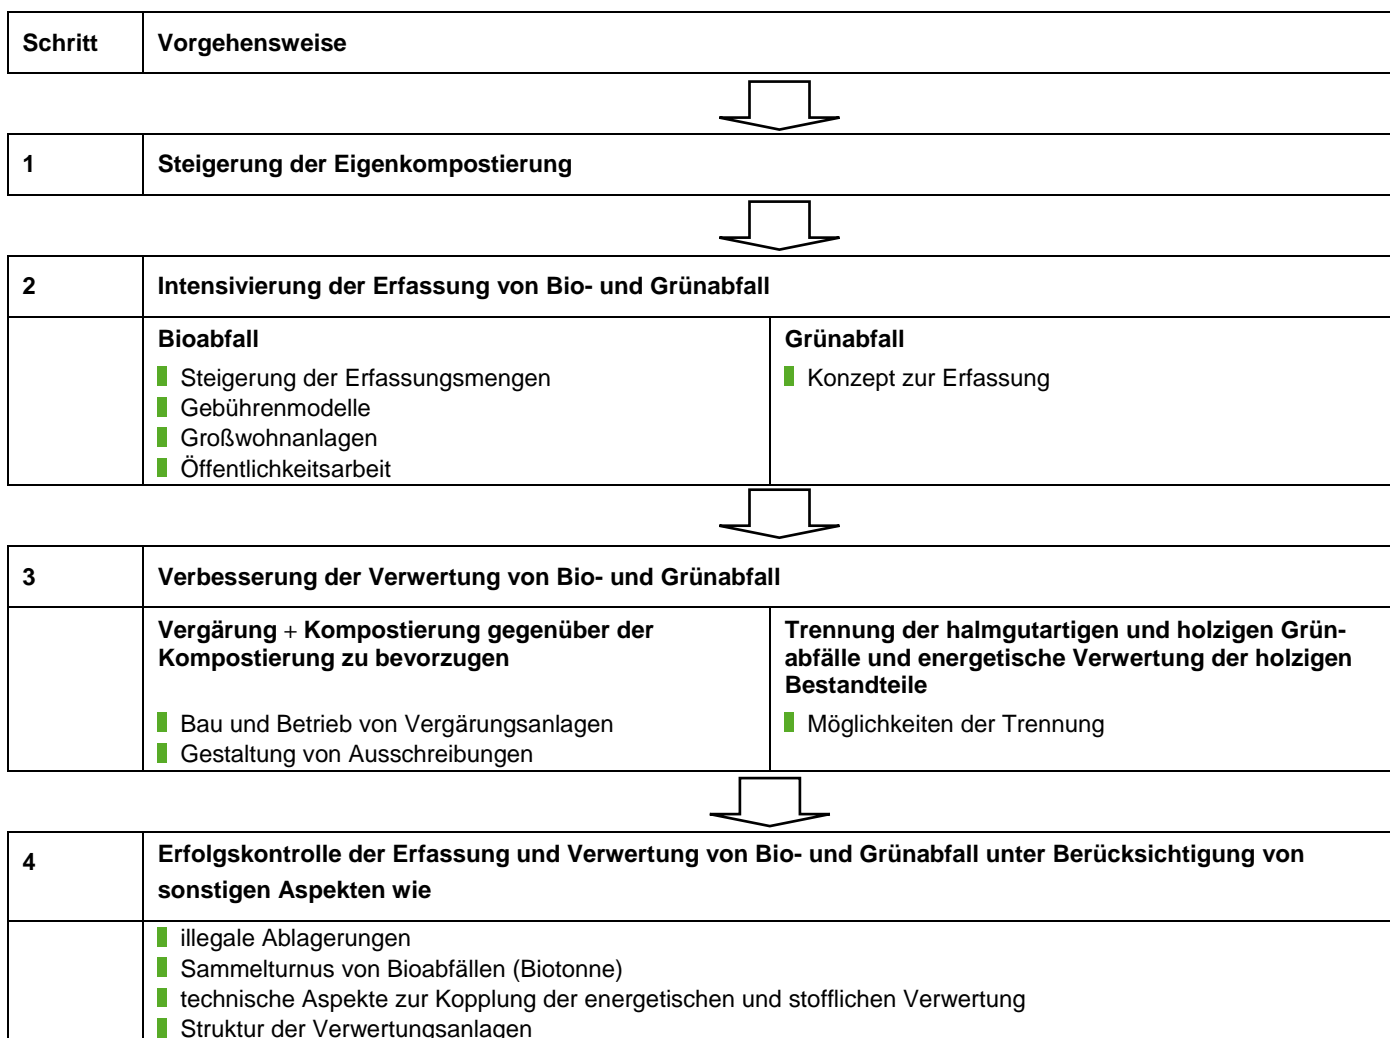 Schritt Vorgehensweise
1 Steigerung der Eigenkompostierung
2 Intensivierung der Erfassung von Bio- und Grünabfall
Bioabfall
Steigerung der Erfassungsmengen
Gebührenmodelle
Großwohnanlagen
Öffentlichkeitsarbeit
Grünabfall
Konzept zur Erfassung
3 Verbesserung der Verwertung von Bio- und Grünabfall
Vergärung + Kompostierung gegenüber der
Kompostierung zu bevorzugen
Bau und Betrieb von Vergärungsanlagen
Gestaltung von Ausschreibungen
Trennung der halmgutartigen und holzigen Grün-
abfälle und energetische Verwertung der holzigen
Bestandteile
Möglichkeiten der Trennung
4 Erfolgskontrolle der Erfassung und Verwertung von Bio- und Grünabfall unter Berücksichtigung von
sonstigen Aspekten wie
illegale Ablagerungen
Sammelturnus von Bioabfällen (Biotonne)
technische Aspekte zur Kopplung der energetischen und stofflichen Verwertung
Struktur der Verwertungsanlagen